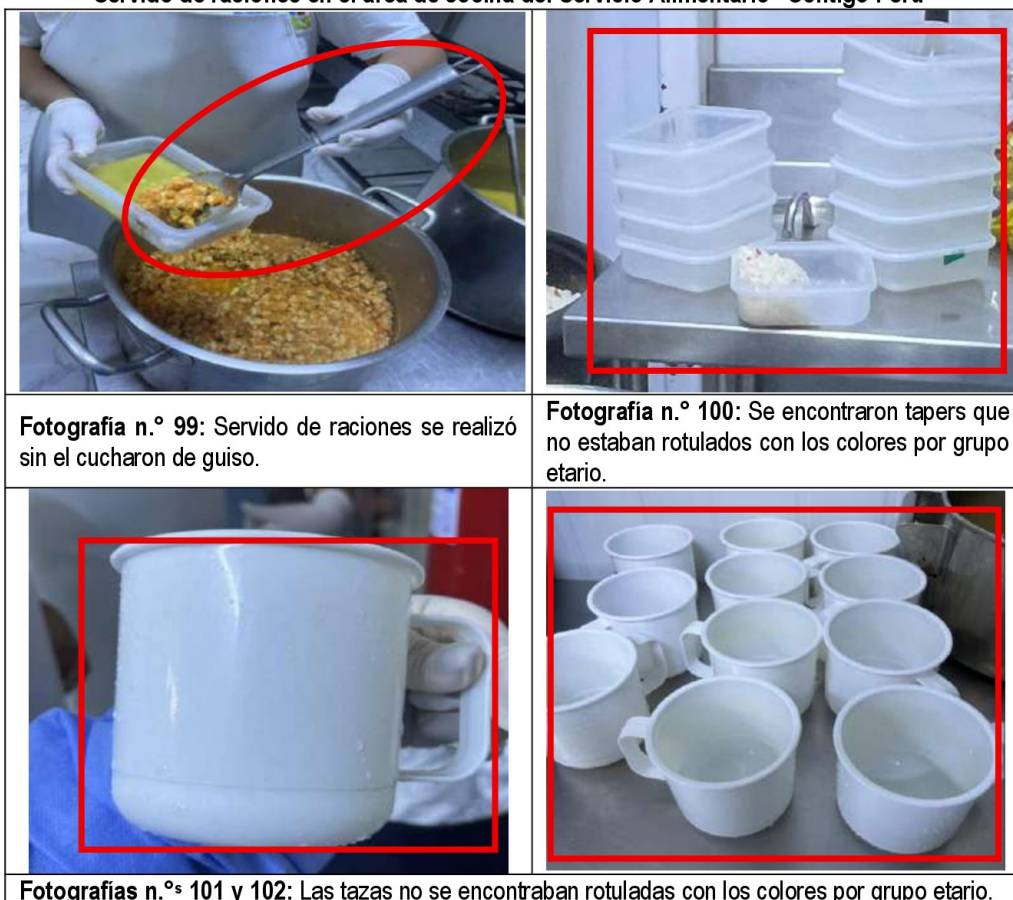 Servido de raciones en el área de cocina del Servicio Alimentario "Contigo Perú"
Fotografía n.° 99: Servido de raciones se realizó
sin el cucharon de guiso.
Fotografía n.° 100: Se encontraron tapers que
no estaban rotulados con los colores por grupo
etario.
Fotografías n.°s 101 y 102: Las tazas no se encontraban rotuladas con los colores por grupo etario.